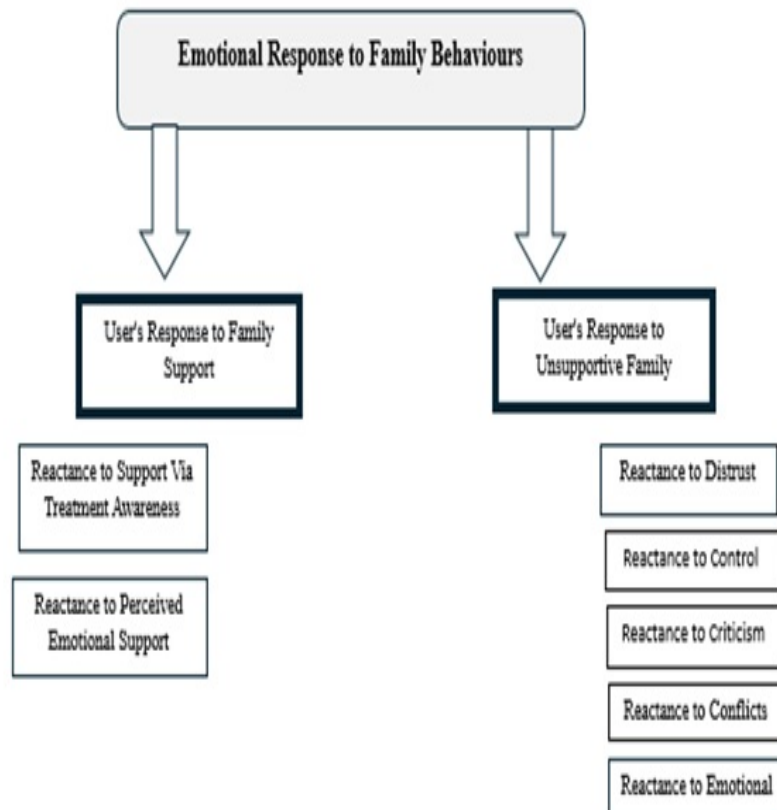 Emotional Response to Family Behaviours
User's Response to Family
Support
User's Response to
Unsupportive Family
Reactance to Support Via
Treatment Awareness
Reactance to Perceived
Emotional Support
Reactance to Distrust
Reactance to Control
Reactance to Criticism
Reactance to Conflicts
Reactance to Emotional